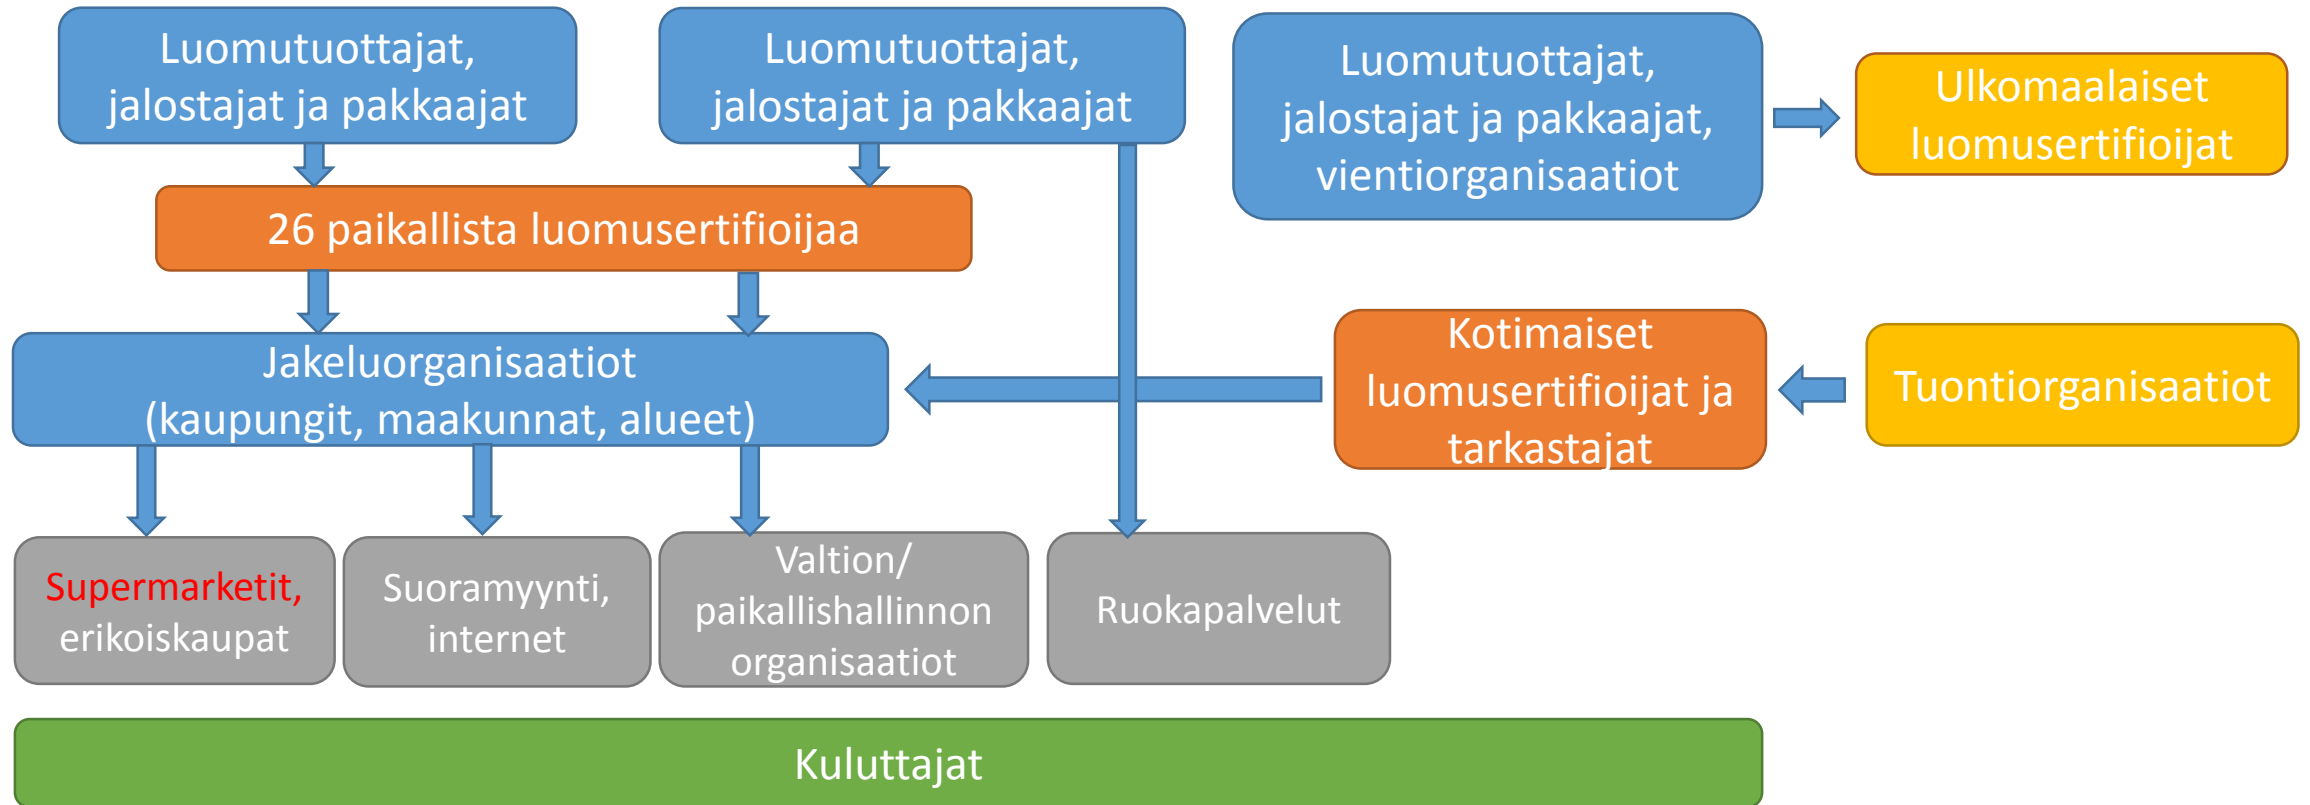 Luomutuottajat,
jalostajat ja pakkaajat
Luomutuottajat,
jalostajat ja pakkaajat
Luomutuottajat,
jalostajat ja pakkaajat,
vientiorganisaatiot
Ulkomaalaiset
luomusertifioijat
26 paikallista luomusertifioijaa
Jakeluorganisaatiot
(kaupungit, maakunnat, alueet)
Kotimaiset
luomusertifioijat ja
tarkastajat
Tuontiorganisaatiot
Supermarketit,
erikoiskaupat
Suoramyynti,
internet
Valtion/
paikallishallinnon
organisaatiot
Ruokapalvelut
Kuluttajat